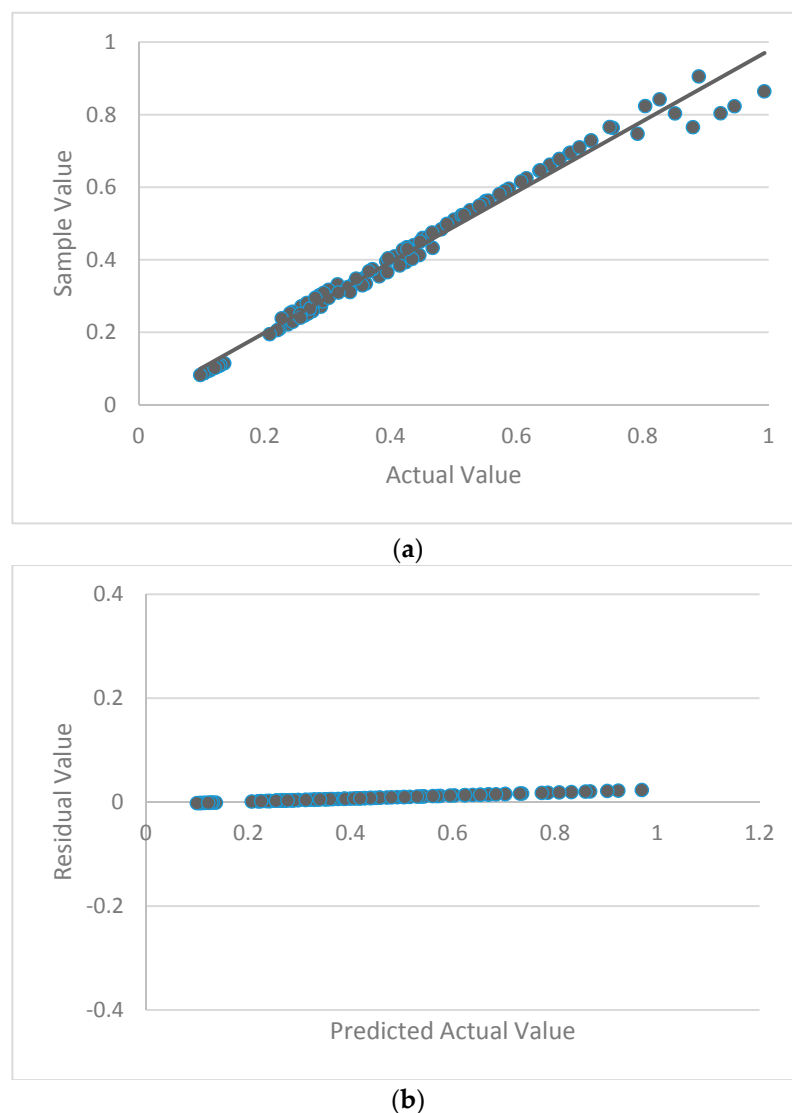 1
0.8
0.6
0.4
0.2
0
0 0.2 0.4 0.6 0.8 1
Sample Value
Actual Value
(a)
0.4
0.2
0
-0.2
-0.4
0 0.2 0.4 0.6 0.8 1 1.2
Residual Value
Predicted Actual Value
(b)